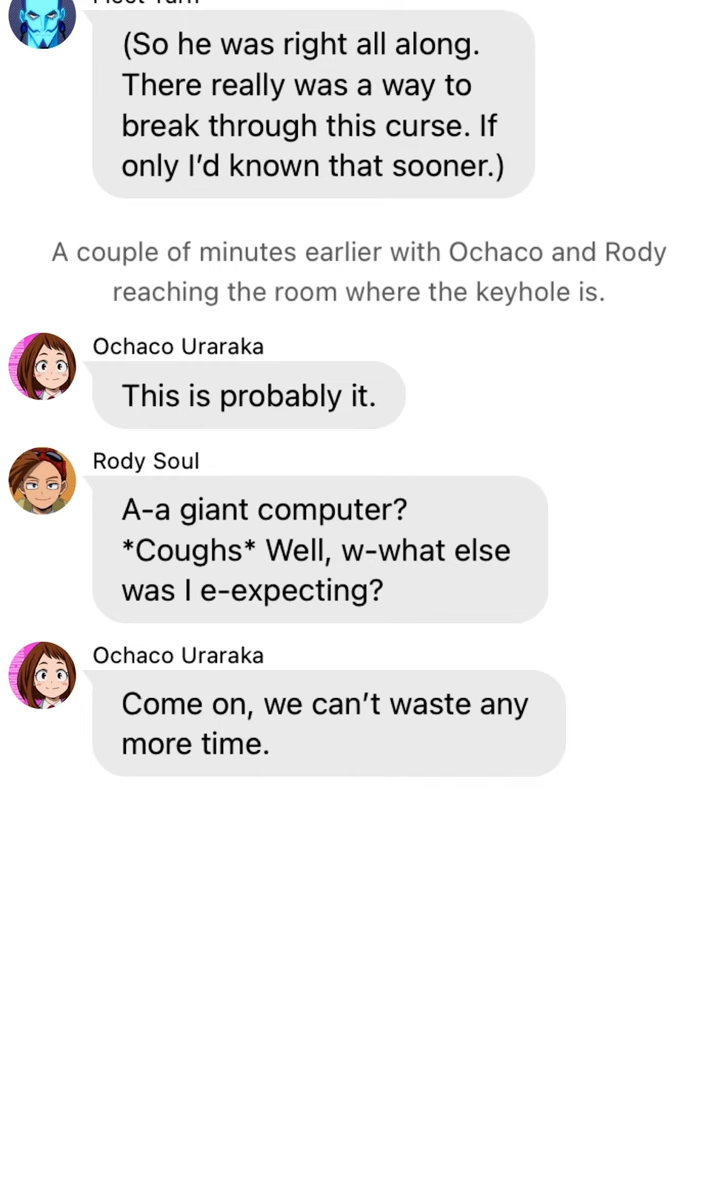 (So he was right all along.
There really was a way to
break through this curse. If
only I’d known that sooner.)
A couple of minutes earlier with Ochaco and Rody
reaching the room where the keyhole is.
Ochaco Uraraka
This is probably it.
Rody Soul
A-a giant computer?
*Coughs* Well, w-what else
was I e-expecting?
Ochaco Uraraka
Come on, we can’t waste any
more time.